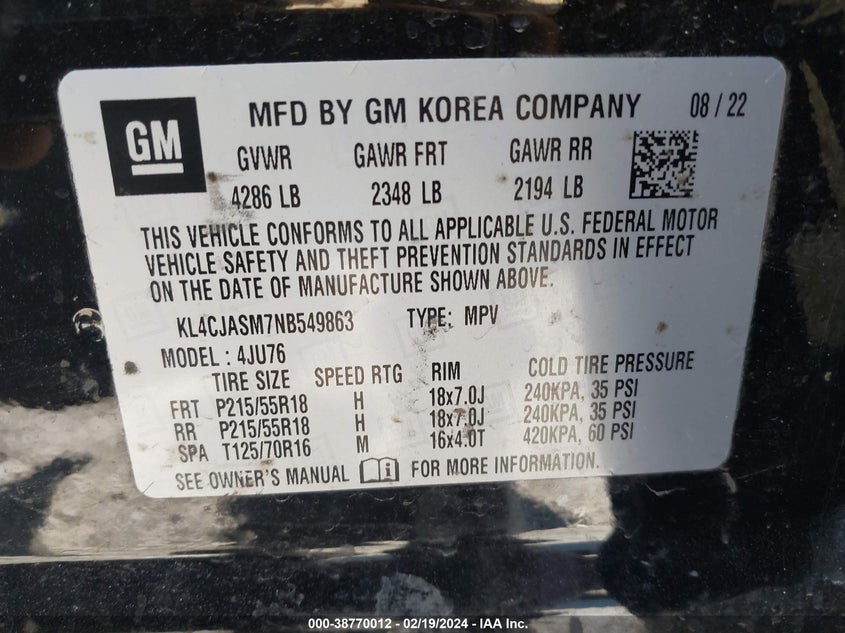 GM
MFD BY GM KOREA COMPANY 08 / 22
GVWR GAWR FRT GAWR RR
4286 LB 2348 LB 2194 LB
THIS VEHICLE CONFORMS TO ALL APPLICABLE U.S. FEDERAL MOTOR
VEHICLE SAFETY AND THEFT PREVENTION STANDARDS IN EFFECT
ON THE DATE OF MANUFACTURE SHOWN ABOVE.
KL4CJASM7NB549863 TYPE: MPV
MODEL : 4JU76
TIRE SIZE SPEED RTG RIM COLD TIRE PRESSURE
FRT P215/55R18 H 18x7.0J 240KPA, 35 PSI
RR P215/55R18 H 18x7.0J 240KPA, 35 PSI
SPA T125/70R16 M 16x4.0T 420KPA, 60 PSI
SEE OWNER'S MANUAL i FOR MORE INFORMATION.
000-38770012 - 02/19/2024 - IAA Inc.